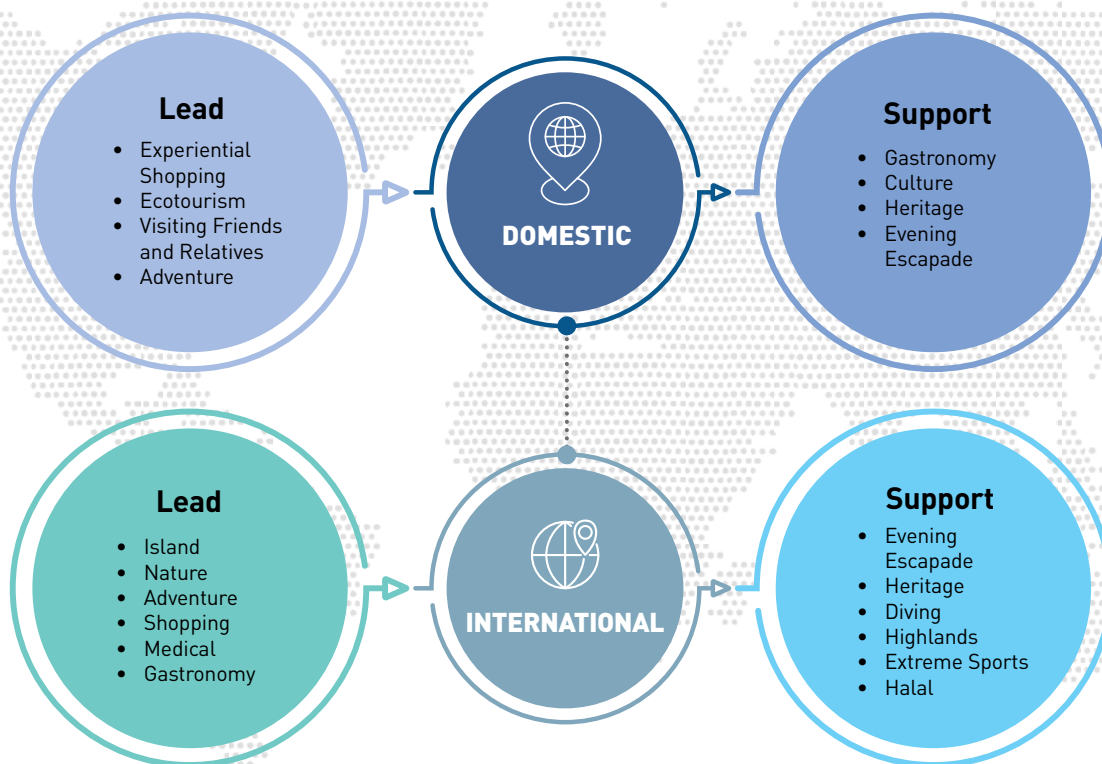 Lead
• Experiential
Shopping
• Ecotourism
• Visiting Friends
and Relatives
• Adventure
DOMESTIC
Support
• Gastronomy
• Culture
• Heritage
• Evening
Escapade
Lead
• Island
• Nature
• Adventure
• Shopping
• Medical
• Gastronomy
INTERNATIONAL
Support
• Evening
Escapade
• Heritage
• Diving
• Highlands
• Extreme Sports
• Halal